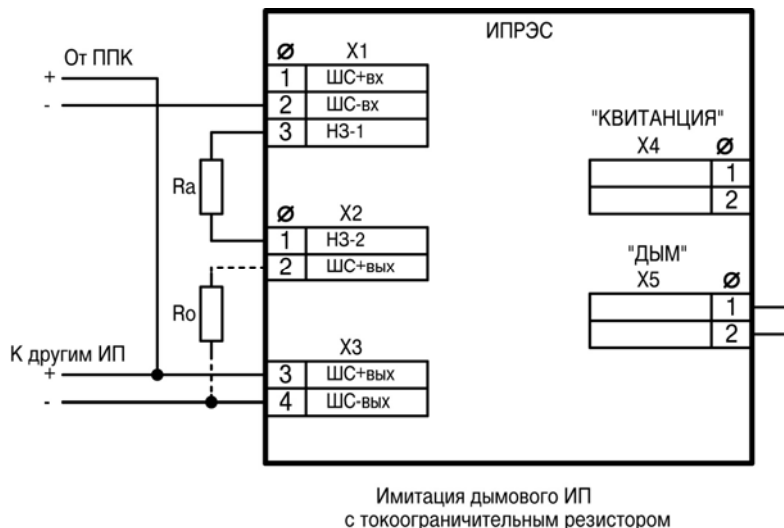 ИПРЭС
От ППК
+
-
Ø X1
1 ШС+вх
2 ШС-вх
3 НЗ-1
Ra
Ø X2
1 НЗ-2
2 ШС+вых
Ro
К другим ИП
+
-
X3
3 ШС+вых
4 ШС-вых
"КВИТАНЦИЯ"
X4 Ø
1
2
"ДЫМ"
X5 Ø
1
2
Имитация дымового ИП
с токоограничительным резистором